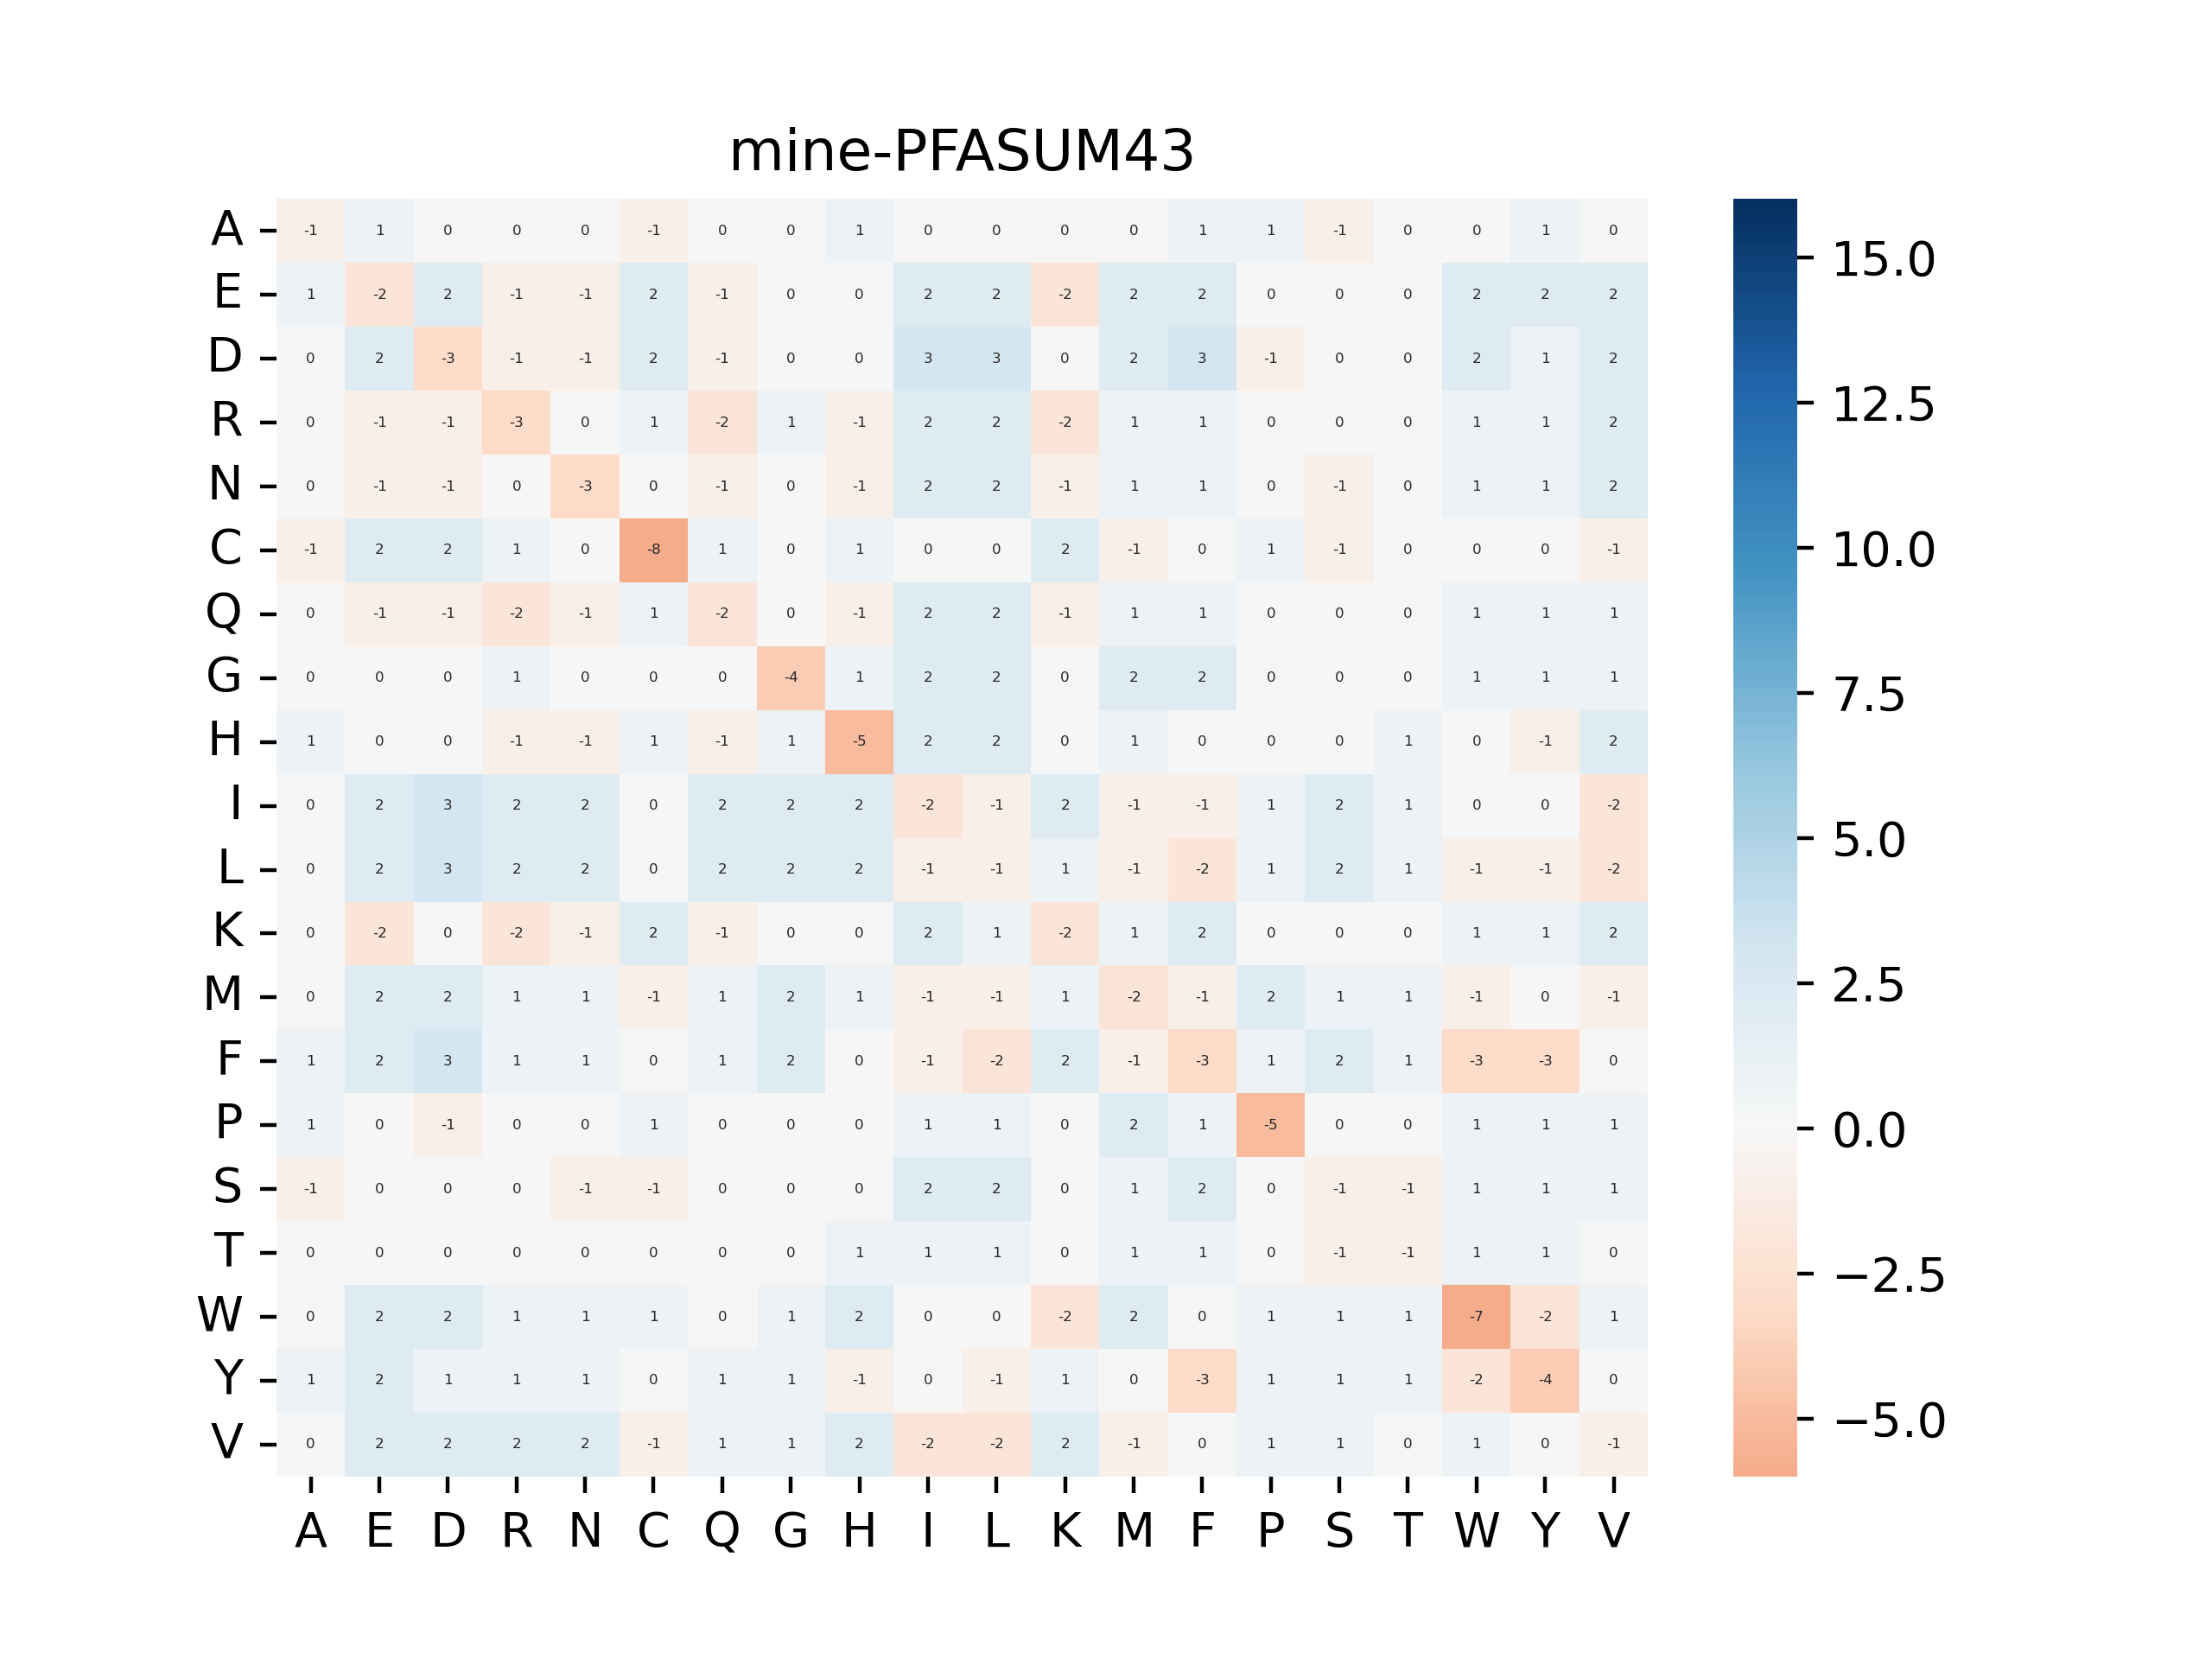 mine-PFASUM43
A -1 1 0 0 0 -1 0 0 1 0 0 0 0 1 1 -1 0 0 1 0
E 1 -2 2 -1 -1 2 -1 0 0 2 2 -2 2 2 0 0 0 2 2 2
D 0 2 -3 -1 -1 2 -1 0 0 3 3 0 2 3 -1 0 0 2 1 2
R 0 -1 -1 -3 0 1 -2 1 -1 2 2 -2 1 1 0 0 0 1 1 2
N 0 -1 -1 0 -3 0 -1 0 -1 2 2 -1 1 1 0 -1 0 1 1 2
C -1 2 2 1 0 -8 1 0 1 0 0 2 -1 0 1 -1 0 0 0 -1
Q 0 -1 -1 -2 -1 1 -2 0 -1 2 2 -1 1 1 0 0 0 1 1 1
G 0 0 0 1 0 0 0 -4 1 2 2 0 2 2 0 0 0 1 1 1
H 1 0 0 -1 -1 1 -1 1 -5 2 2 0 1 0 0 0 1 0 -1 2
I 0 2 3 2 2 0 2 2 2 -2 -1 2 -1 -1 1 2 1 0 0 -2
L 0 2 3 2 2 0 2 2 2 -1 -1 1 -1 -2 1 2 1 -1 -1 -2
K 0 -2 0 -2 -1 2 -1 0 0 2 1 -2 1 2 0 0 0 1 1 2
M 0 2 2 1 1 -1 1 2 1 -1 -1 1 -2 -1 2 1 1 -1 0 -1
F 1 2 3 1 1 0 1 2 0 -1 -2 2 -1 -3 1 2 1 -3 -3 0
P 1 0 -1 0 0 1 0 0 0 1 1 0 2 1 -5 0 0 1 1 1
S -1 0 0 0 -1 -1 0 0 0 2 2 0 1 2 0 -1 -1 1 1 1
T 0 0 0 0 0 0 0 0 1 1 1 0 1 1 0 -1 -1 1 1 0
W 0 2 2 1 1 1 0 1 2 0 0 -2 2 0 1 1 1 -7 -2 1
Y 1 2 1 1 1 0 1 1 -1 0 -1 1 0 -3 1 1 1 -2 -4 0
V 0 2 2 2 2 -1 1 1 2 -2 -2 2 -1 0 1 1 0 1 0 -1
A E D R N C Q G H I L K M F P S T W Y V
15.0
12.5
10.0
7.5
5.0
2.5
0.0
−2.5
−5.0